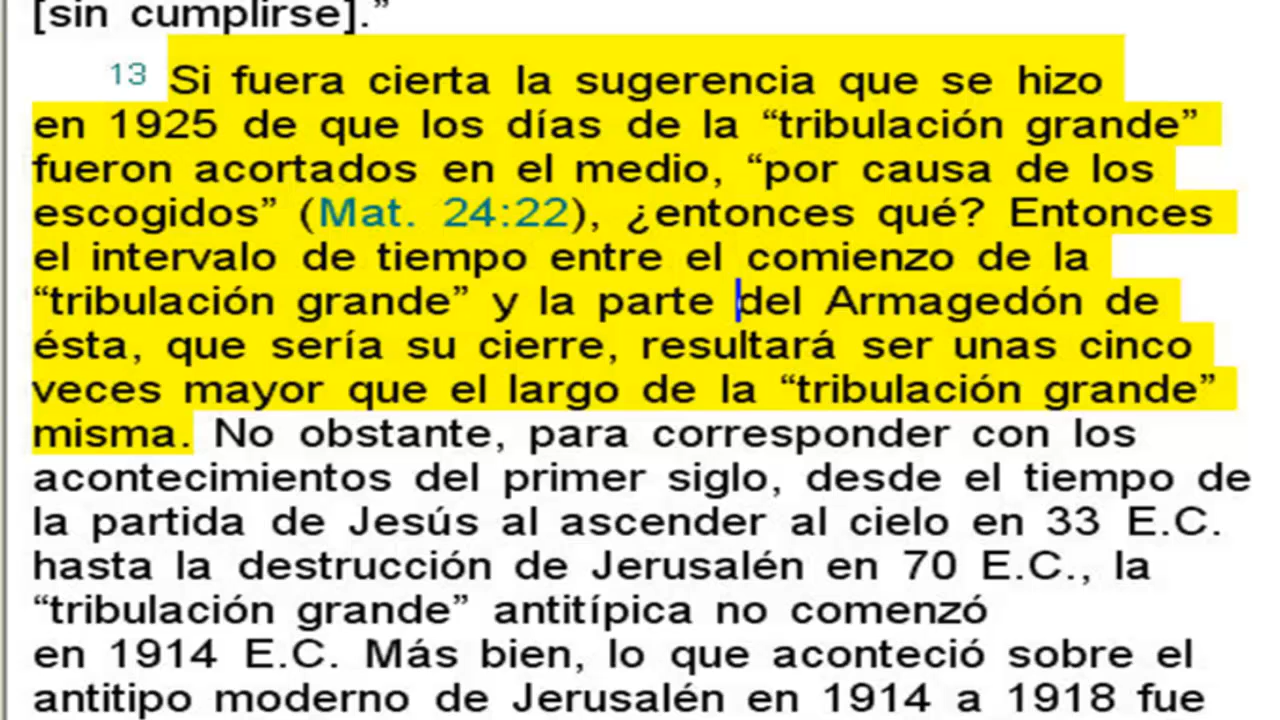 [sin cumplirse].”
13 Si fuera cierta la sugerencia que se hizo
en 1925 de que los días de la “tribulación grande”
fueron acortados en el medio, “por causa de los
escogidos” (Mat. 24:22), ¿entonces qué? Entonces
el intervalo de tiempo entre el comienzo de la
“tribulación grande” y la parte del Armagedón de
ésta, que sería su cierre, resultará ser unas cinco
veces mayor que el largo de la “tribulación grande”
misma. No obstante, para corresponder con los
acontecimientos del primer siglo, desde el tiempo de
la partida de Jesús al ascender al cielo en 33 E.C.
hasta la destrucción de Jerusalén en 70 E.C., la
“tribulación grande” antitípica no comenzó
en 1914 E.C. Más bien, lo que aconteció sobre el
antitipo moderno de Jerusalén en 1914 a 1918 fue